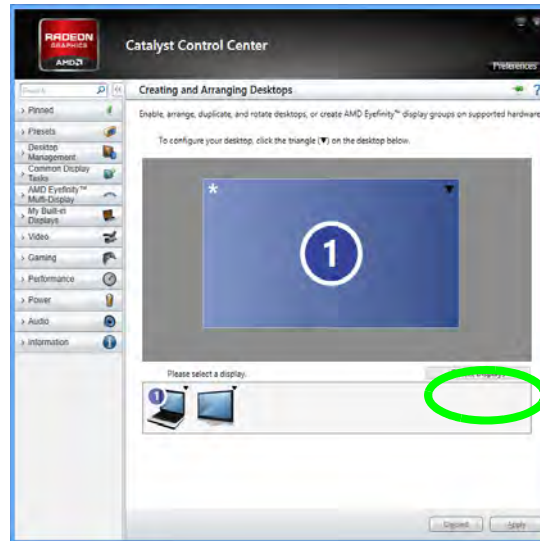 RADEON
GRAPHICS
AMD
Catalyst Control Center
Preferences
Search
Creating and Arranging Desktops
?
Enable, arrange, duplicate, and rotate desktops, or create AMD Eyefinity™ display groups on supported hardware
To configure your desktop, click the triangle (▼) on the desktop below.
> Pinned
> Presets
> Desktop
Management
> Common Display
Tasks
> AMD Eyefinity™
Multi-Display
> My Built-in
Displays
> Video
> Gaming
> Performance
> Power
> Audio
> Information
*
1
Please select a display.
1
Discard
Apply